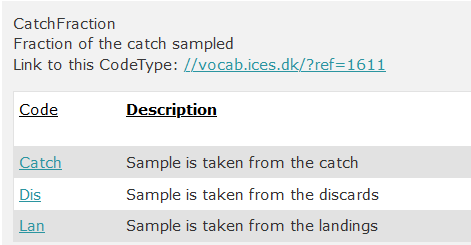 CatchFraction
Fraction of the catch sampled
Link to this CodeType: //vocab.ices.dk/?ref=1611
Code Description
Catch Sample is taken from the catch
Dis Sample is taken from the discards
Lan Sample is taken from the landings